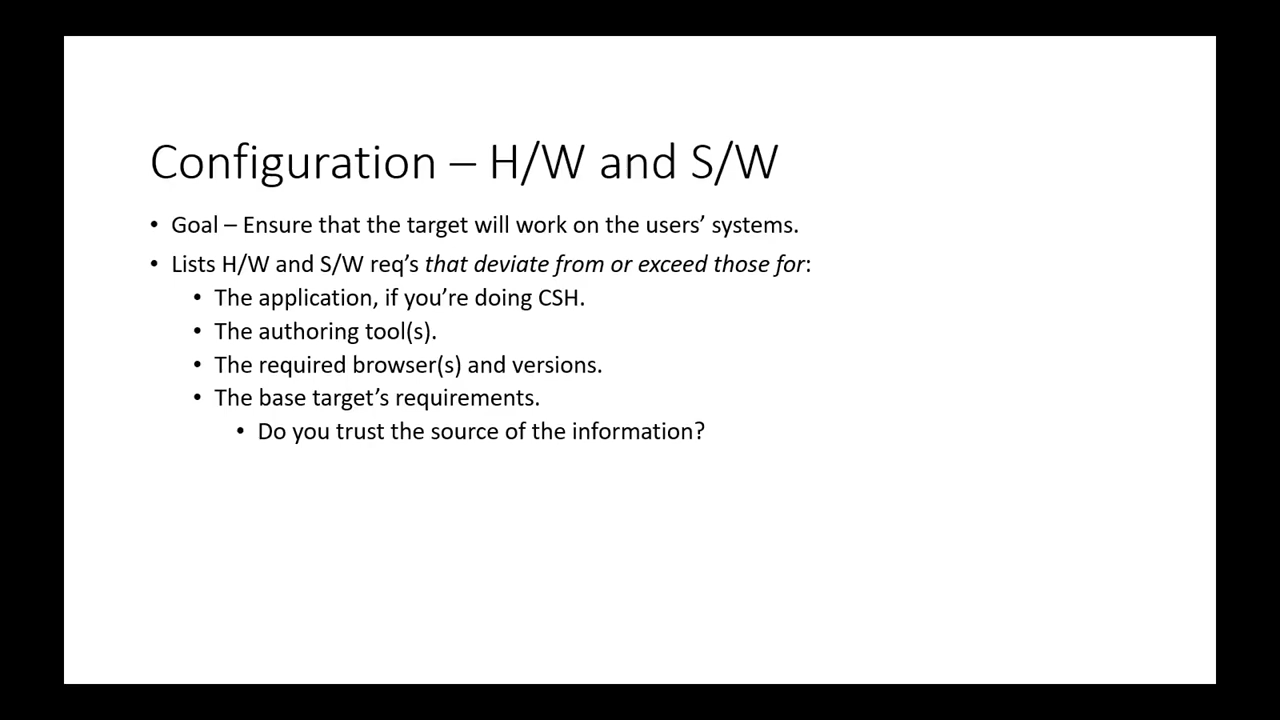 Configuration – H/W and S/W
• Goal – Ensure that the target will work on the users’ systems.
• Lists H/W and S/W req’s that deviate from or exceed those for:
• The application, if you’re doing CSH.
• The authoring tool(s).
• The required browser(s) and versions.
• The base target’s requirements.
• Do you trust the source of the information?